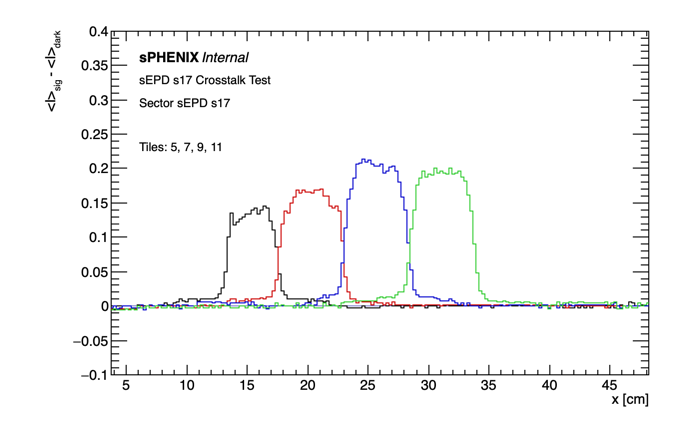 <I>sig - <I>dark
0.4
0.35
0.3
0.25
0.2
0.15
0.1
0.05
0
−0.05
−0.1
sPHENIX Internal
sEPD s17 Crosstalk Test
Sector sEPD s17
Tiles: 5, 7, 9, 11
5 10 15 20 25 30 35 40 45
x [cm]